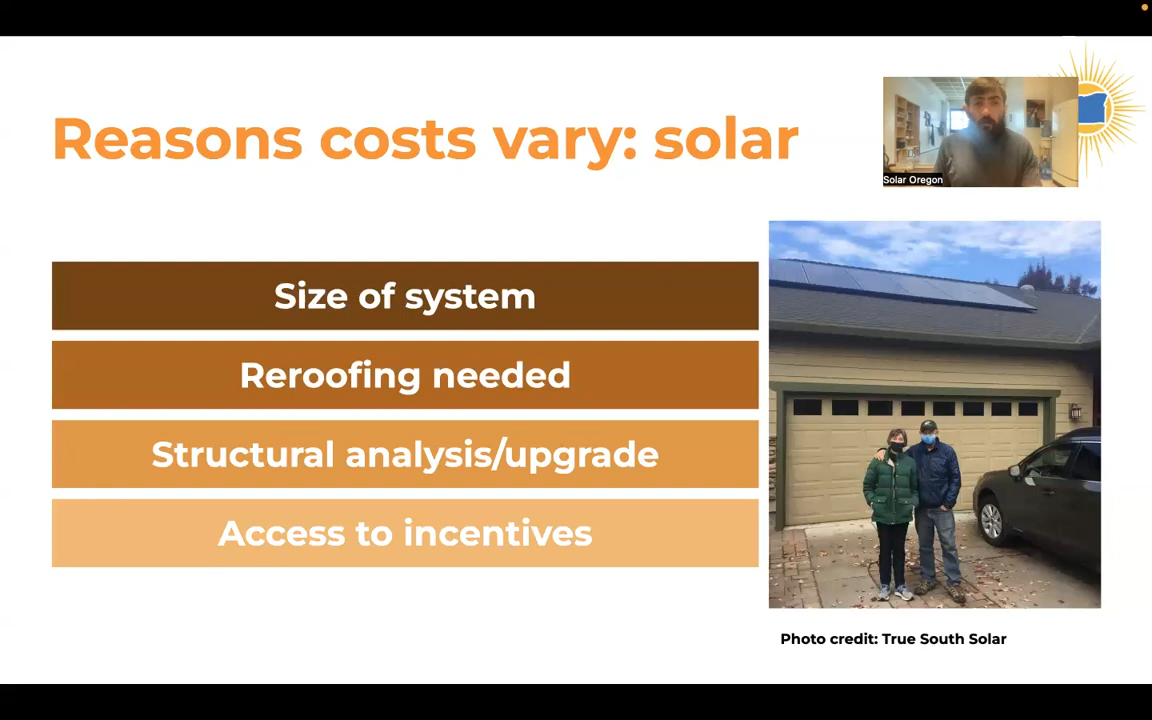 Reasons costs vary: solar
Solar Oregon
Size of system
Reroofing needed
Structural analysis/upgrade
Access to incentives
Photo credit: True South Solar